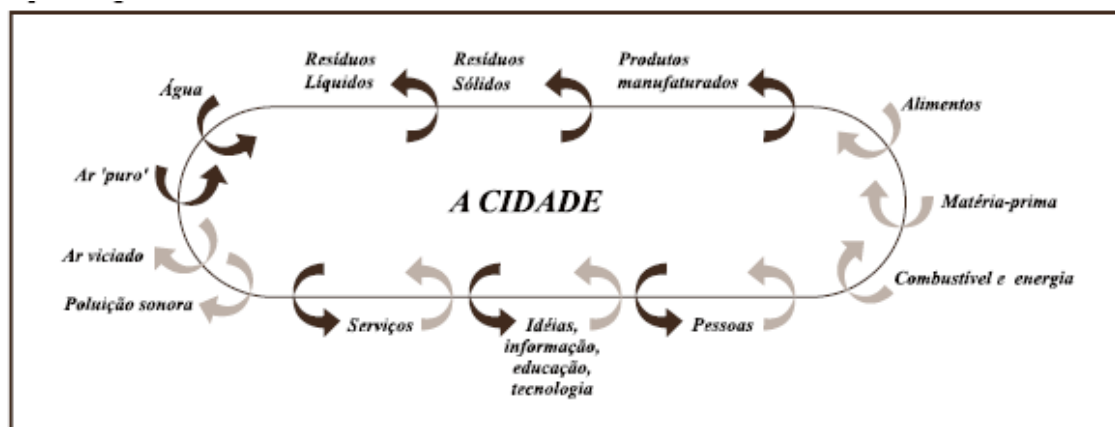 Resíduos
Líquidos
Resíduos
Sólidos
Produtos
manufaturados
Água
Alimentos
Ar 'puro'
A CIDADE
Matéria-prima
Ar viciado
Combustível e energia
Poluição sonora
Serviços
Idéias,
informação,
educação,
tecnologia
Pessoas